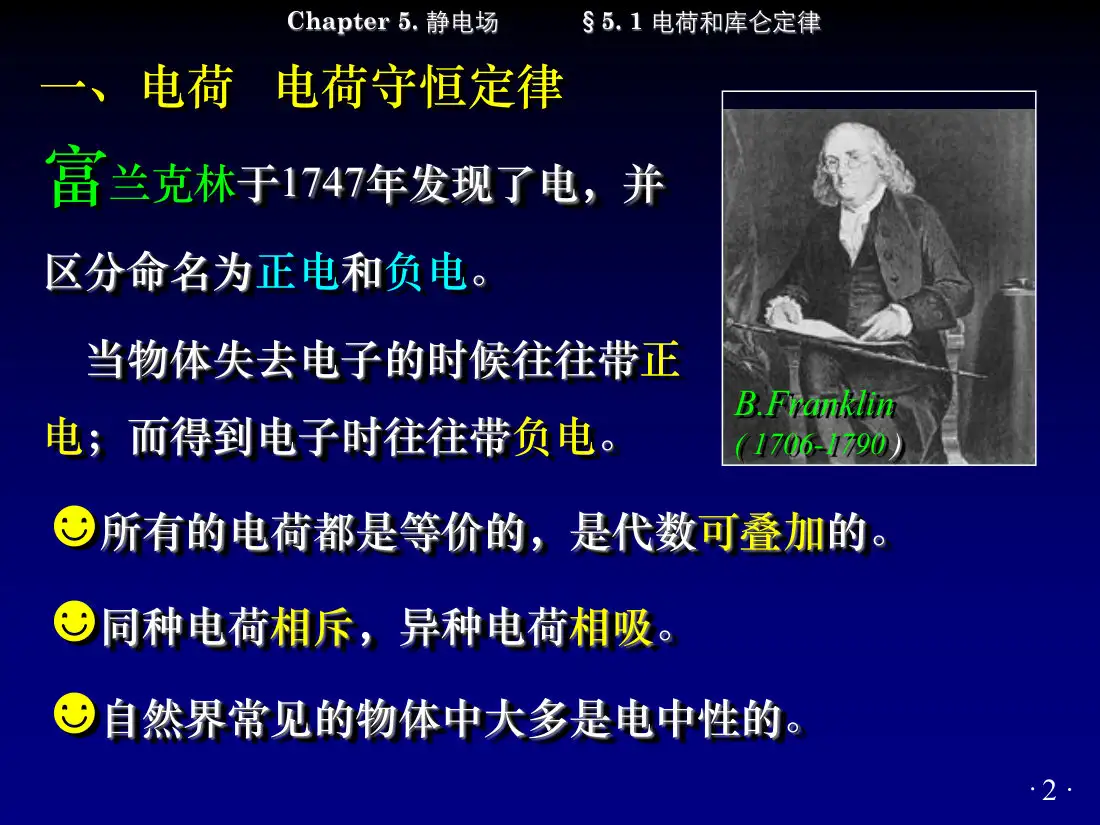 Chapter 5. 静电场 §5. 1 电荷和库仑定律
一、电荷 电荷守恒定律
富兰克林于1747年发现了电，并
区分命名为正电和负电。
当物体失去电子的时候往往带正
电；而得到电子时往往带负电。
B.Franklin
( 1706-1790 )
所有的电荷都是等价的，是代数可叠加的。
同种电荷相斥，异种电荷相吸。
自然界常见的物体中大多是电中性的。
·2·